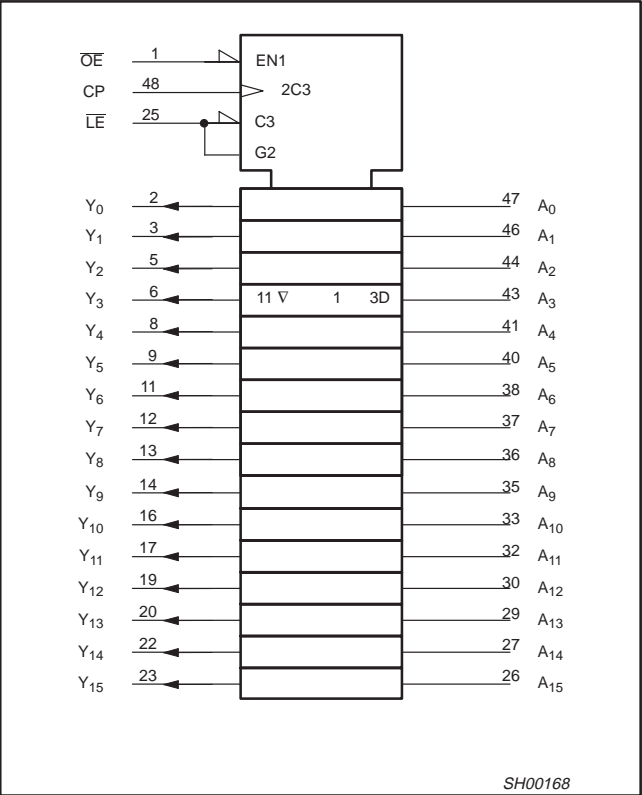 OE 1 EN1
CP 48 2C3
LE 25 C3
G2
Y0 2 47 A0
Y1 3 46 A1
Y2 5 44 A2
Y3 6 11 ∇ 1 3D 43 A3
Y4 8 41 A4
Y5 9 40 A5
Y6 11 38 A6
Y7 12 37 A7
Y8 13 36 A8
Y9 14 35 A9
Y10 16 33 A10
Y11 17 32 A11
Y12 19 30 A12
Y13 20 29 A13
Y14 22 27 A14
Y15 23 26 A15
SH00168